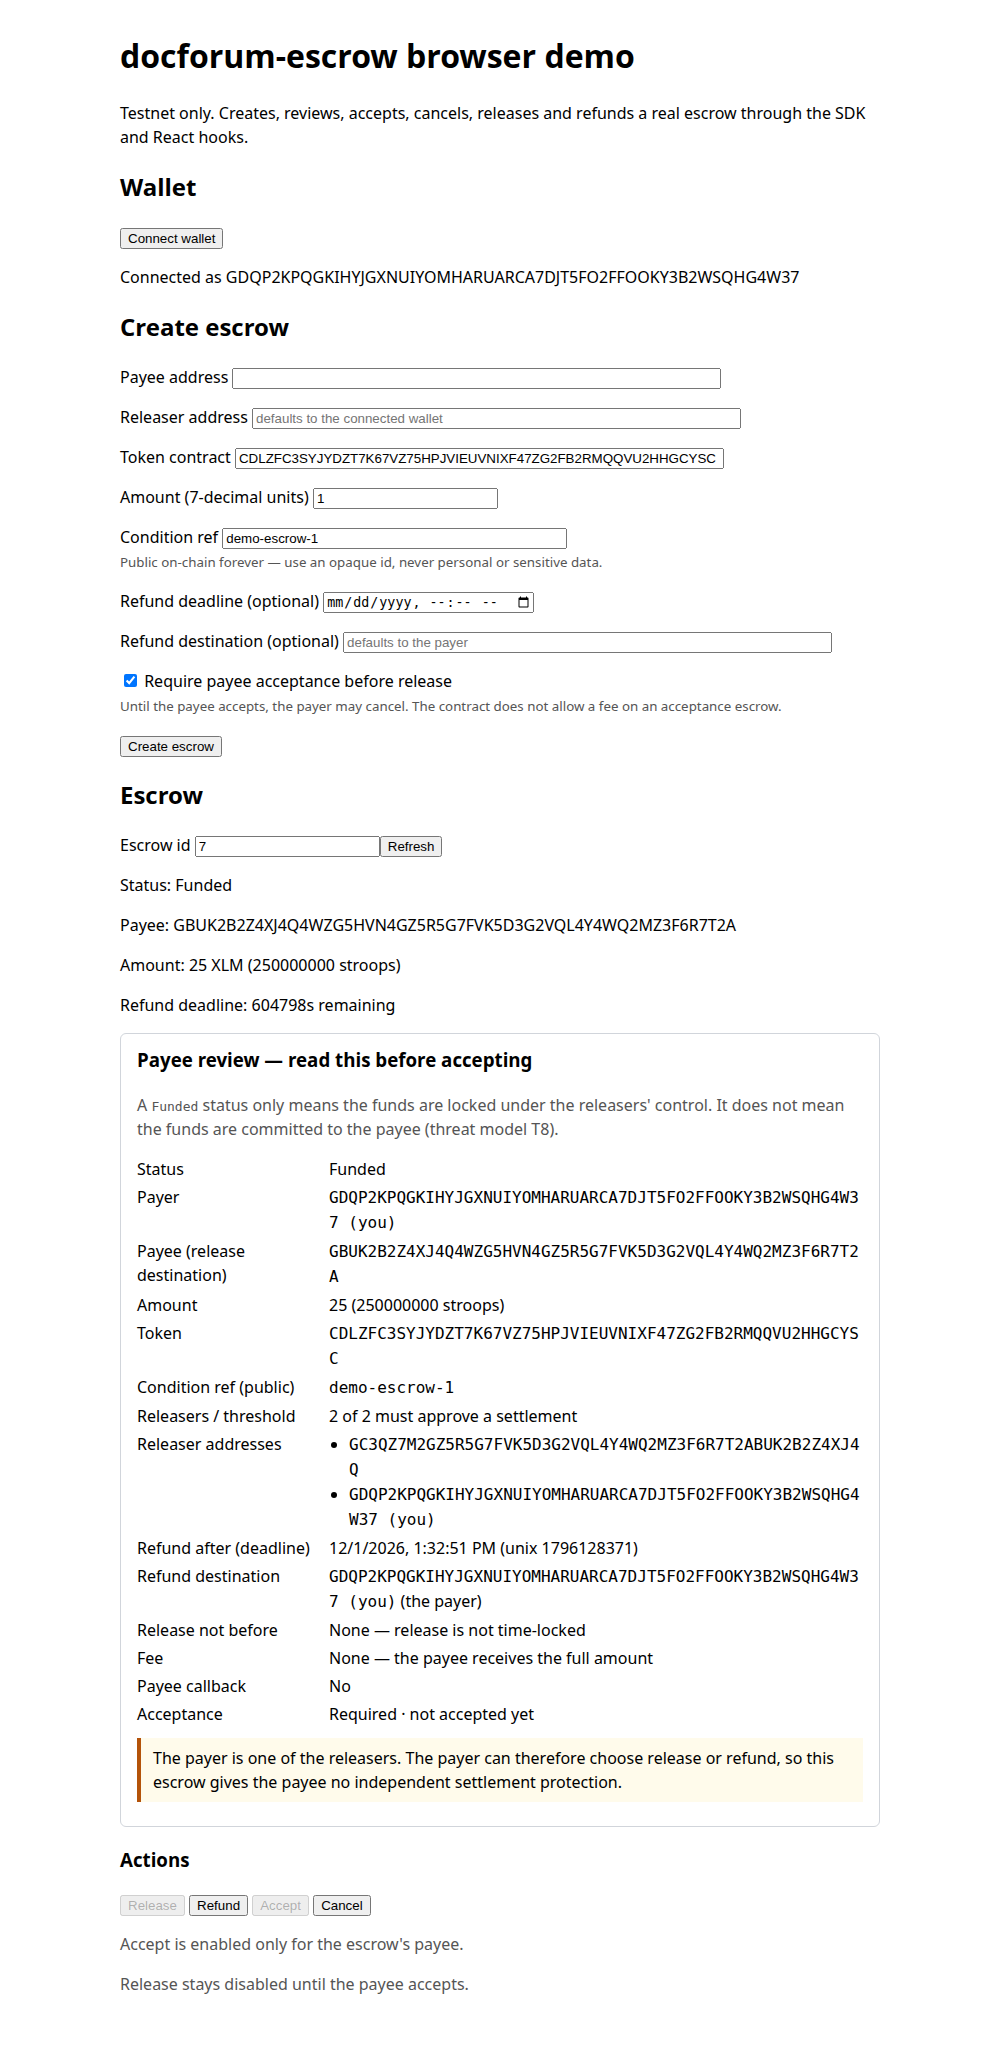 docforum-escrow browser demo
Testnet only. Creates, reviews, accepts, cancels, releases and refunds a real escrow through the SDK
and React hooks.
Wallet
Connect wallet
Connected as GDQP2KPQGKIHYJGXNUIYOMHARUARCA7DJT5FO2FFOOKY3B2WSQHG4W37
Create escrow
Payee address
Releaser address defaults to the connected wallet
Token contract CDLZFC3SYJYDZT7K67VZ75HPJVIEUVNIXF47ZG2FB2RMQQVU2HHGCYSC
Amount (7-decimal units) 1
Condition ref demo-escrow-1
Public on-chain forever — use an opaque id, never personal or sensitive data.
Refund deadline (optional) mm/dd/yyyy, --:-- --
Refund destination (optional) defaults to the payer
Require payee acceptance before release
Until the payee accepts, the payer may cancel. The contract does not allow a fee on an acceptance escrow.
Create escrow
Escrow
Escrow id 7 Refresh
Status: Funded
Payee: GBUK2B2Z4XJ4Q4WZG5HVN4GZ5R5G7FVK5D3G2VQL4Y4WQ2MZ3F6R7T2A
Amount: 25 XLM (250000000 stroops)
Refund deadline: 604798s remaining
Payee review — read this before accepting
A Funded status only means the funds are locked under the releasers' control. It does not mean
the funds are committed to the payee (threat model T8).
Status Funded
Payer GDQP2KPQGKIHYJGXNUIYOMHARUARCA7DJT5FO2FFOOKY3B2WSQHG4W3
7 (you)
Payee (release GBUK2B2Z4XJ4Q4WZG5HVN4GZ5R5G7FVK5D3G2VQL4Y4WQ2MZ3F6R7T2
destination) A
Amount 25 (250000000 stroops)
Token CDLZFC3SYJYDZT7K67VZ75HPJVIEUVNIXF47ZG2FB2RMQQVU2HHGCYS
C
Condition ref (public) demo-escrow-1
Releasers / threshold 2 of 2 must approve a settlement
Releaser addresses • GC3QZ7M2GZ5R5G7FVK5D3G2VQL4Y4WQ2MZ3F6R7T2ABUK2B2Z4XJ4
Q
• GDQP2KPQGKIHYJGXNUIYOMHARUARCA7DJT5FO2FFOOKY3B2WSQHG4
W37 (you)
Refund after (deadline) 12/1/2026, 1:32:51 PM (unix 1796128371)
Refund destination GDQP2KPQGKIHYJGXNUIYOMHARUARCA7DJT5FO2FFOOKY3B2WSQHG4W3
7 (you) (the payer)
Release not before None — release is not time-locked
Fee None — the payee receives the full amount
Payee callback No
Acceptance Required · not accepted yet
The payer is one of the releasers. The payer can therefore choose release or refund, so this
escrow gives the payee no independent settlement protection.
Actions
Release Refund Accept Cancel
Accept is enabled only for the escrow's payee.
Release stays disabled until the payee accepts.